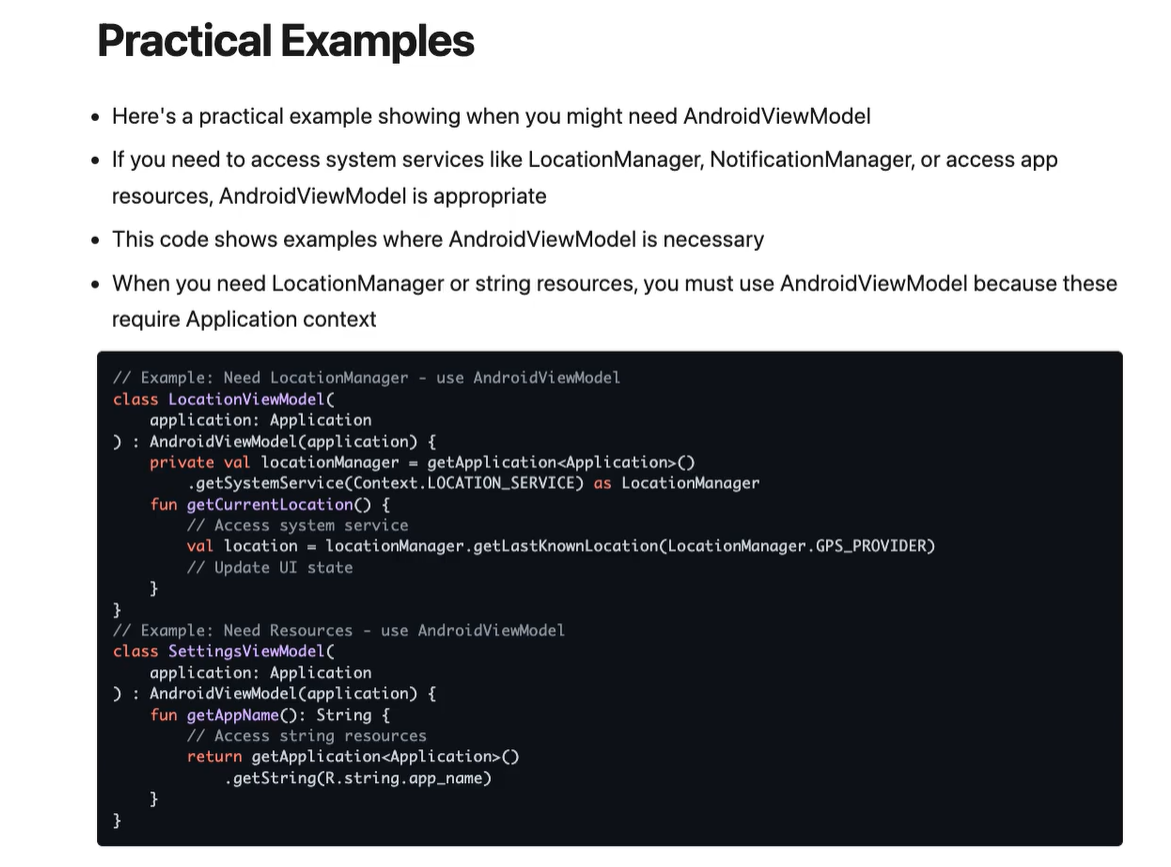 Practical Examples
• Here's a practical example showing when you might need AndroidViewModel
• If you need to access system services like LocationManager, NotificationManager, or access app
resources, AndroidViewModel is appropriate
• This code shows examples where AndroidViewModel is necessary
• When you need LocationManager or string resources, you must use AndroidViewModel because these
require Application context
// Example: Need LocationManager - use AndroidViewModel
class LocationViewModel(
    application: Application
) : AndroidViewModel(application) {
    private val locationManager = getApplication<Application>()
        .getSystemService(Context.LOCATION_SERVICE) as LocationManager
    fun getCurrentLocation() {
        // Access system service
        val location = locationManager.getLastKnownLocation(LocationManager.GPS_PROVIDER)
        // Update UI state
    }
}
// Example: Need Resources - use AndroidViewModel
class SettingsViewModel(
    application: Application
) : AndroidViewModel(application) {
    fun getAppName(): String {
        // Access string resources
        return getApplication<Application>()
            .getString(R.string.app_name)
    }
}